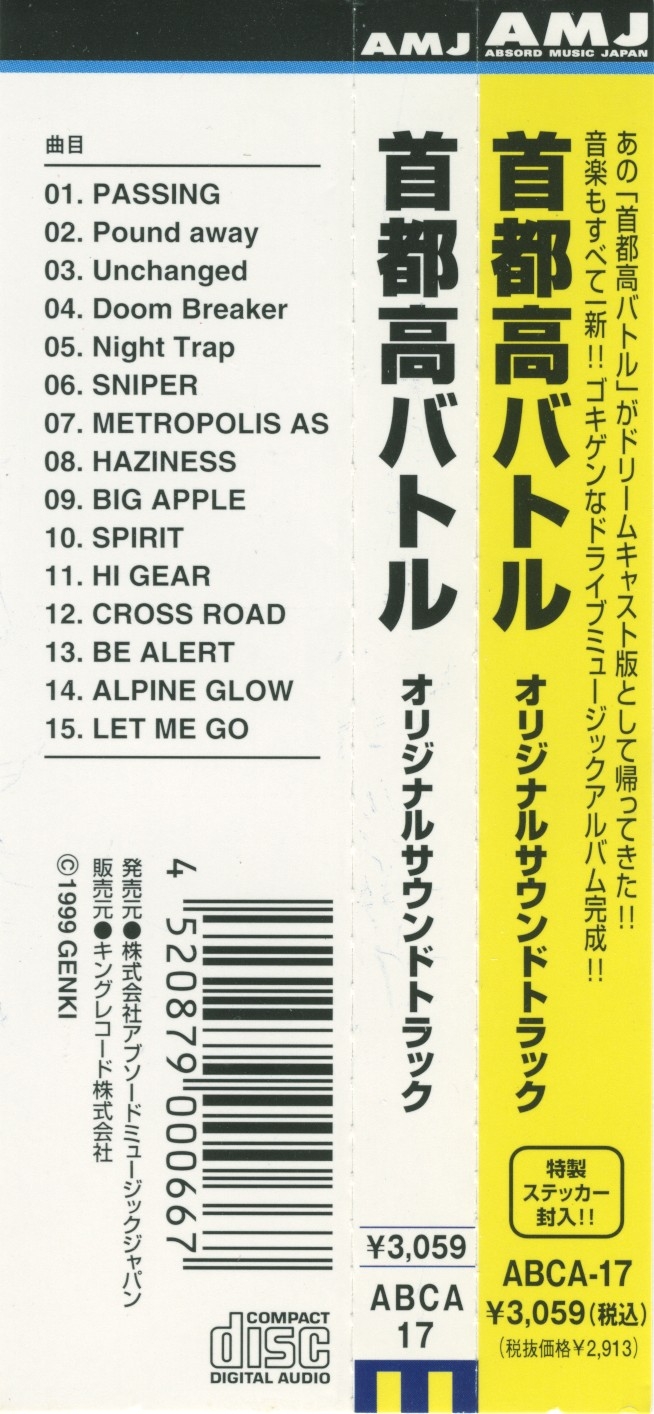 AMJ
ABSORD MUSIC JAPAN
あの「首都高バトル」がドリームキャスト版として帰ってきた!!
音楽もすべて一新!!ゴキゲンなドライブミュージックアルバム完成!!
首都高バトル
オリジナルサウンドトラック
特製
ステッカー
封入!!
ABCA-17
¥3,059(税込)
(税抜価格¥2,913)
AMJ
首都高バトル
オリジナルサウンドトラック
¥3,059
ABCA
17
曲目
01. PASSING
02. Pound away
03. Unchanged
04. Doom Breaker
05. Night Trap
06. SNIPER
07. METROPOLIS AS
08. HAZINESS
09. BIG APPLE
10. SPIRIT
11. HI GEAR
12. CROSS ROAD
13. BE ALERT
14. ALPINE GLOW
15. LET ME GO
4 520879 000667
発売元●株式会社アブソードミュージックジャパン
販売元●キングレコード株式会社
©1999 GENKI
COMPACT
disc
DIGITAL AUDIO